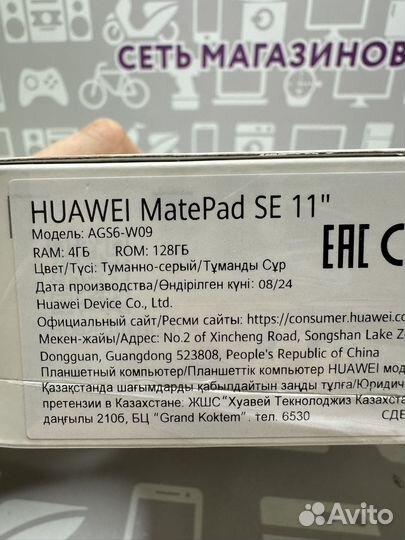 СЕТЬ МАГАЗИНОВ
HUAWEI MatePad SE 11"
Модель: AGS6-W09
RAM: 4ГБ ROM: 128ГБ
Цвет/Түсі: Туманно-серый/Тұманды Сұр
Дата производства/Өндірілген күні: 08/24
Huawei Device Co., Ltd.
Официальный сайт/Ресми сайты: https://consumer.huawei.co
Мекен-жайы/Адрес: No.2 of Xincheng Road, Songshan Lake Z
Dongguan, Guangdong 523808, People's Republic of China
Планшетный компьютер/Планшеттік компьютер HUAWEI мо
Қазақстанда шағымдарды қабылдайтын заңды тұлға/Юридич
претензии в Казахстане: ЖШС "Хуавей Текнолоджиз Казахста
даңғылы 210б, БЦ "Grand Koktem". тел. 6530
СДЕ
EAC
Avito